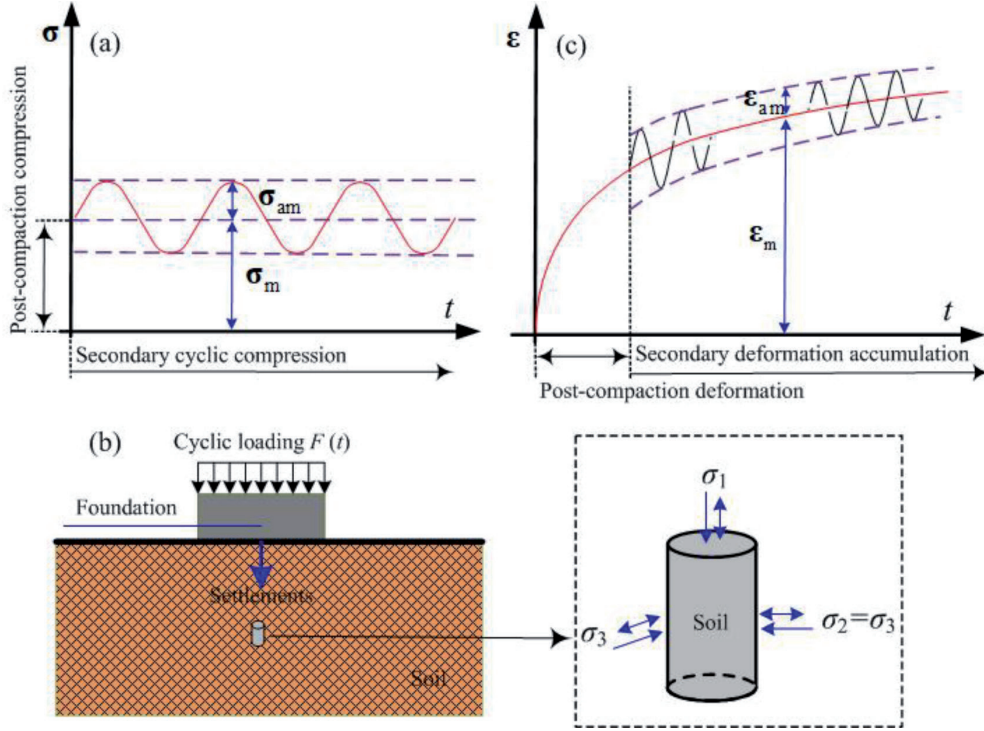 σ
(a)
Post-compaction compression
σam
σm
t
Secondary cyclic compression
ε
(c)
εam
εm
t
Secondary deformation accumulation
Post-compaction deformation
(b)
Cyclic loading F (t)
Foundation
Settlements
Soil
σ1
σ3
Soil
σ2=σ3